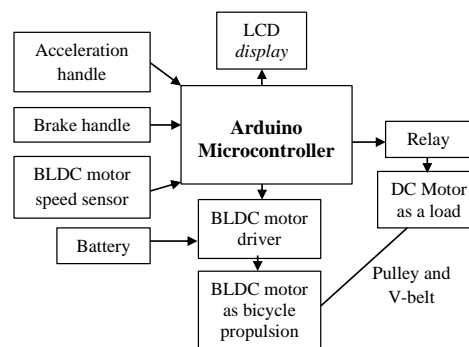 LCD
display
Acceleration
handle
Brake handle
Arduino
Microcontroller
Relay
BLDC motor
speed sensor
DC Motor
as a load
BLDC motor
driver
Battery
Pulley and
V-belt
BLDC motor
as bicycle
propulsion